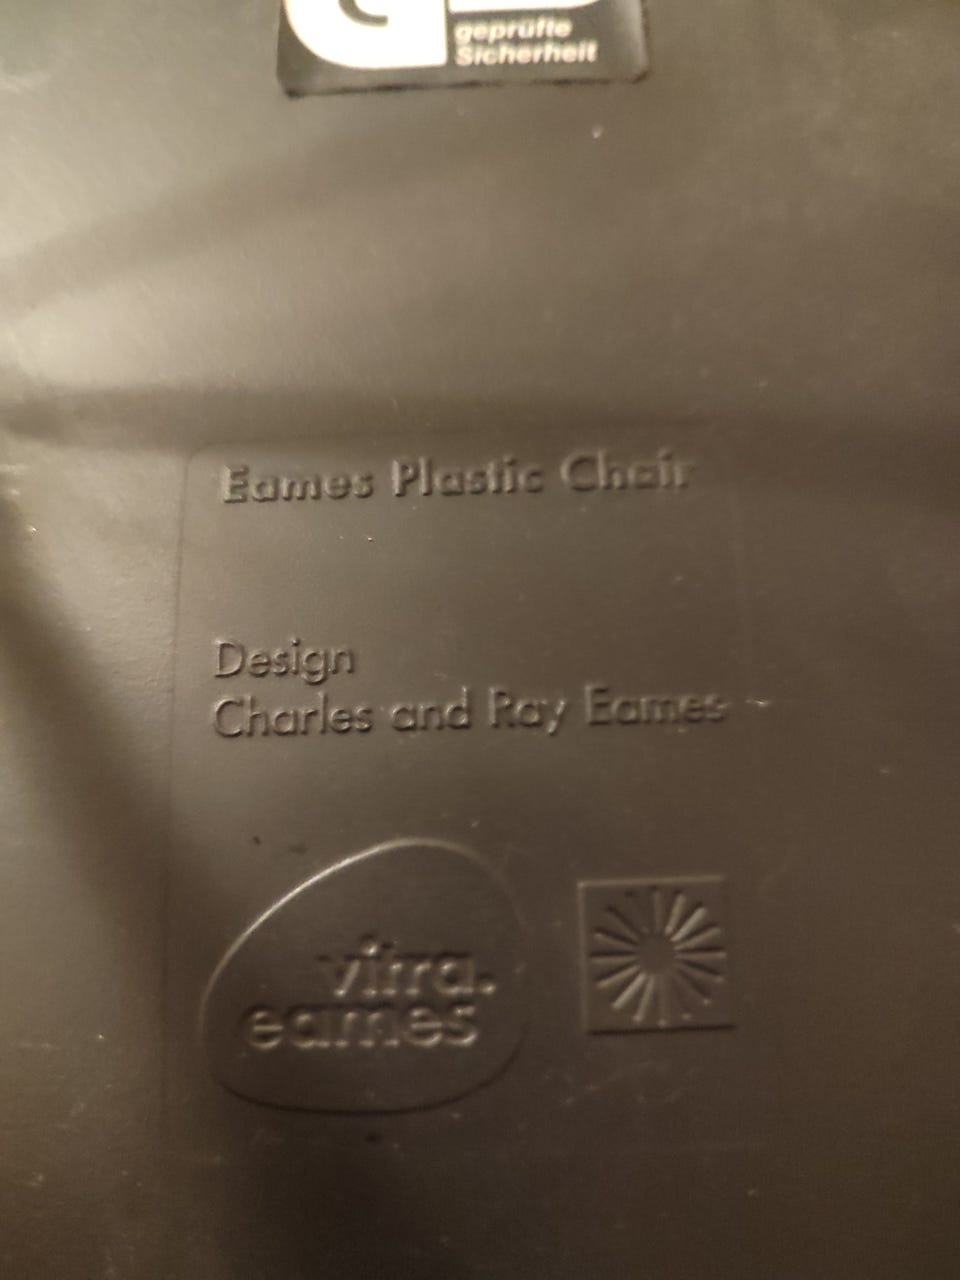 geprüfte
Sicherheit
Eames Plastic Chair
Design
Charles and Ray Eames
vitra.
eames